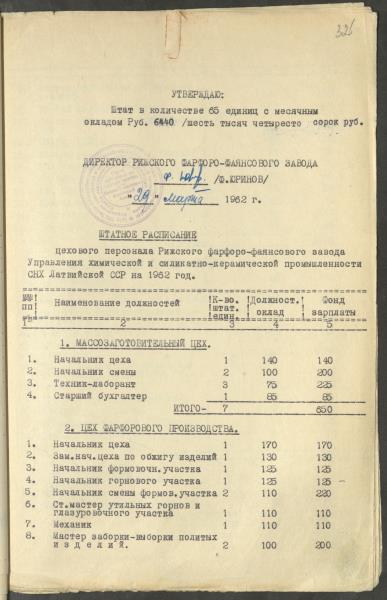 326
УТВЕРЖДАЮ:
Штат в количестве 65 единиц с месячным
окладом Руб. 6440 /шесть тысяч четыресто сорок руб.
ДИРЕКТОР РИЖСКОГО ФАРФОРО-ФАЯНСОВОГО ЗАВОДА
/Ф.ЮРИНОВ/
"29" марта 1962 г.
ШТАТНОЕ РАСПИСАНИЕ
цехового персонала Рижского фарфоро-фаянсового завода
Управления химической и силикатно-керамической промышленности
СНХ Латвийской ССР на 1962 год.
№№ пп ! Наименование должностей ! К-во. штат. един. ! Должност. оклад ! Фонд зарплаты
1 2 3 4 5
1. МАССОЗАГОТОВИТЕЛЬНЫЙ ЦЕХ.
1. Начальник цеха 1 140 140
2. Начальник смены 2 100 200
3. Техник-лаборант 3 75 225
4. Старший бухгалтер 1 85 85
ИТОГО- 7 650
2. ЦЕХ ФАРФОРОВОГО ПРОИЗВОДСТВА.
1. Начальник цеха 1 170 170
2. Зам.нач.цеха по обжигу изделий 1 130 130
3. Начальник формовочн.участка 1 125 125
4. Начальник горнового участка 1 125 125
5. Начальник смены формов.участка 2 110 220
6. Ст.мастер утильных горнов и
глазуровочного участка 1 110 110
7. Механик 1 110 110
8. Мастер заборки-выборки политых
изделий. 2 100 200